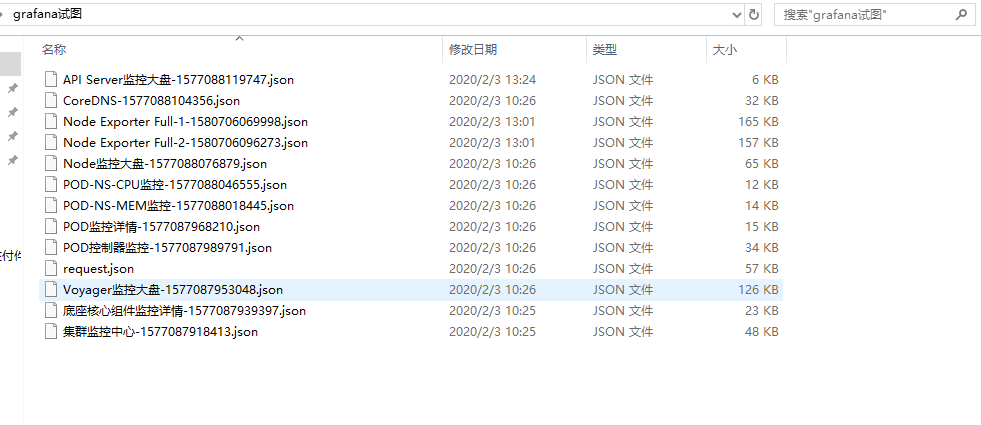 grafana试图
搜索"grafana试图"
名称 修改日期 类型 大小
API Server监控大盘-1577088119747.json 2020/2/3 13:24 JSON 文件 6 KB
CoreDNS-1577088104356.json 2020/2/3 10:26 JSON 文件 32 KB
Node Exporter Full-1-1580706069998.json 2020/2/3 13:01 JSON 文件 165 KB
Node Exporter Full-2-1580706096273.json 2020/2/3 13:01 JSON 文件 157 KB
Node监控大盘-1577088076879.json 2020/2/3 10:26 JSON 文件 65 KB
POD-NS-CPU监控-1577088046555.json 2020/2/3 10:26 JSON 文件 12 KB
POD-NS-MEM监控-1577088018445.json 2020/2/3 10:26 JSON 文件 14 KB
POD监控详情-1577087968210.json 2020/2/3 10:26 JSON 文件 15 KB
POD控制器监控-1577087989791.json 2020/2/3 10:26 JSON 文件 34 KB
request.json 2020/2/3 10:26 JSON 文件 57 KB
Voyager监控大盘-1577087953048.json 2020/2/3 10:26 JSON 文件 126 KB
底座核心组件监控详情-1577087939397.json 2020/2/3 10:25 JSON 文件 23 KB
集群监控中心-1577087918413.json 2020/2/3 10:25 JSON 文件 48 KB